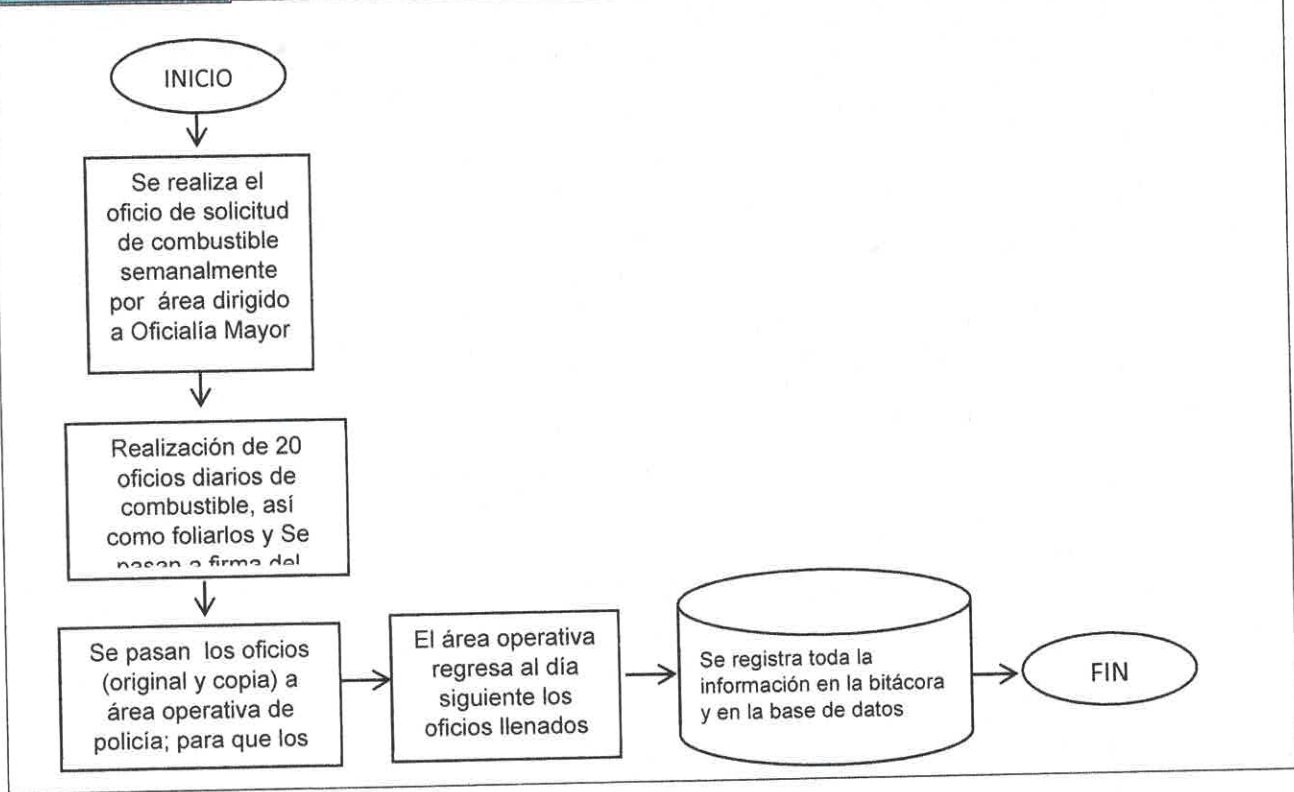 INICIO
Se realiza el
oficio de solicitud
de combustible
semanalmente
por área dirigido
a Oficialía Mayor
Realización de 20
oficios diarios de
combustible, así
como foliarlos y Se
pasan a firma del
Se pasan los oficios
(original y copia) a
área operativa de
policía; para que los
El área operativa
regresa al día
siguiente los
oficios llenados
Se registra toda la
información en la bitácora
y en la base de datos
FIN